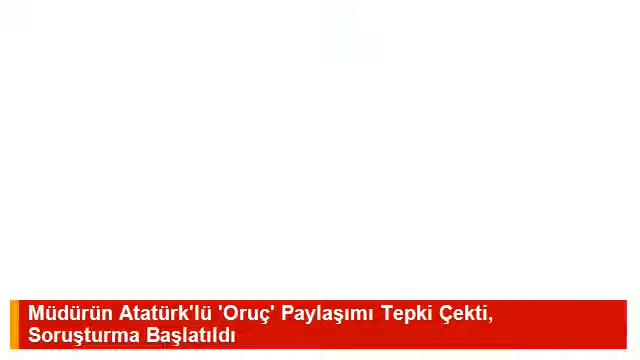 Müdürün Atatürk'lü 'Oruç' Paylaşımı Tepki Çekti,
Soruşturma Başlatıldı